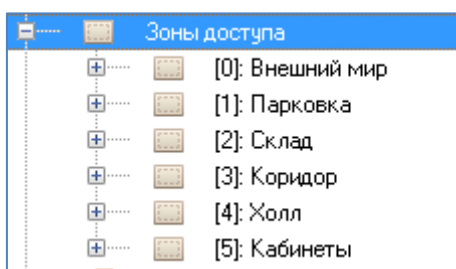 Зоны доступа
[0]: Внешний мир
[1]: Парковка
[2]: Склад
[3]: Коридор
[4]: Холл
[5]: Кабинеты